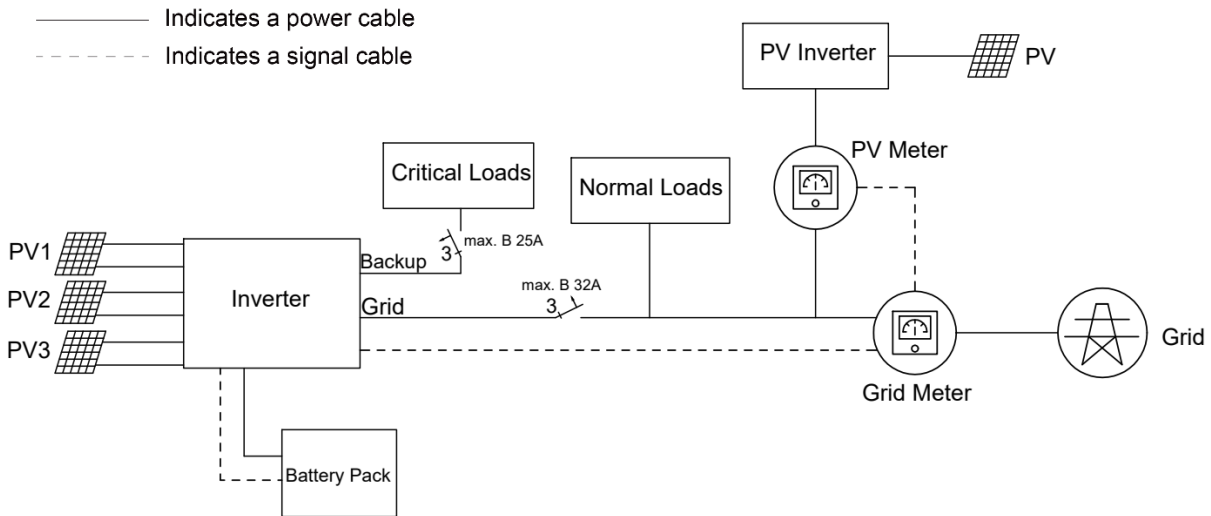 Indicates a power cable
Indicates a signal cable
PV Inverter
PV
PV Meter
Critical Loads
Normal Loads
max. B 25A
3
PV1
Backup
max. B 32A
PV2
Inverter
Grid
3
PV3
Grid
Grid Meter
Battery Pack